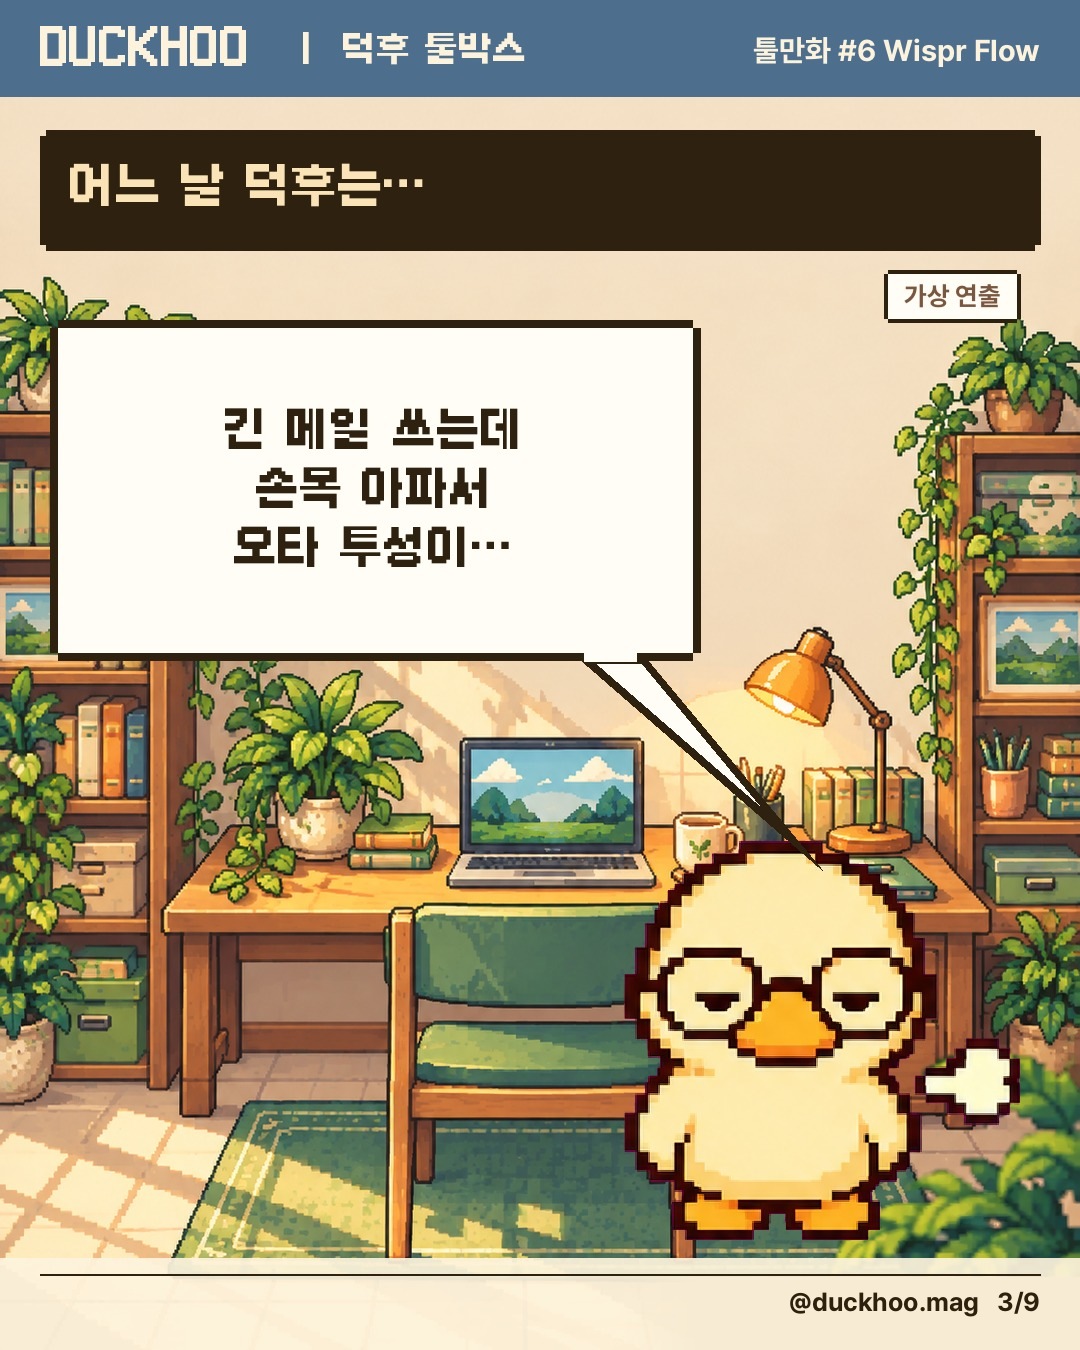 DUCKHOO | 덕후 툴박스 툴만화 #6 Wispr Flow
어느 날 덕후는…
가상 연출
긴 메일 쓰는데
손목 아파서
오타 투성이…
@duckhoo.mag 3/9